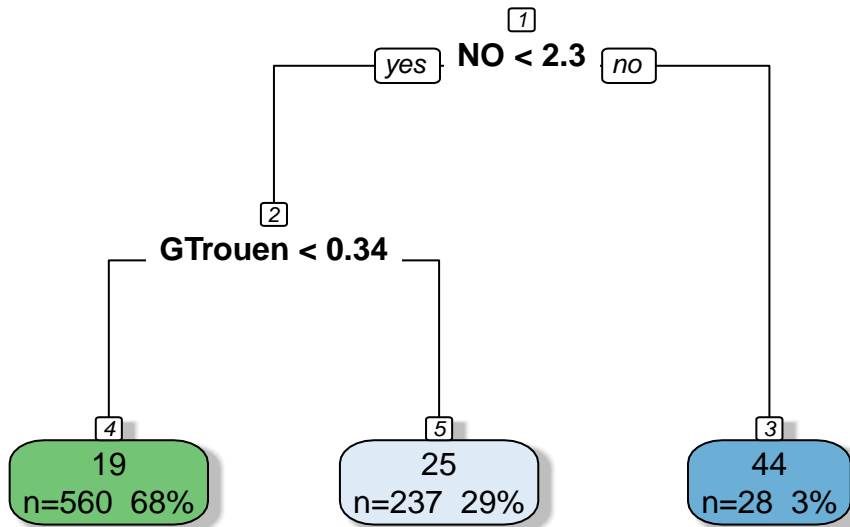 1
yes NO < 2.3 no
2
GTrouen < 0.34
4 5 3
19 25 44
n=560 68% n=237 29% n=28 3%